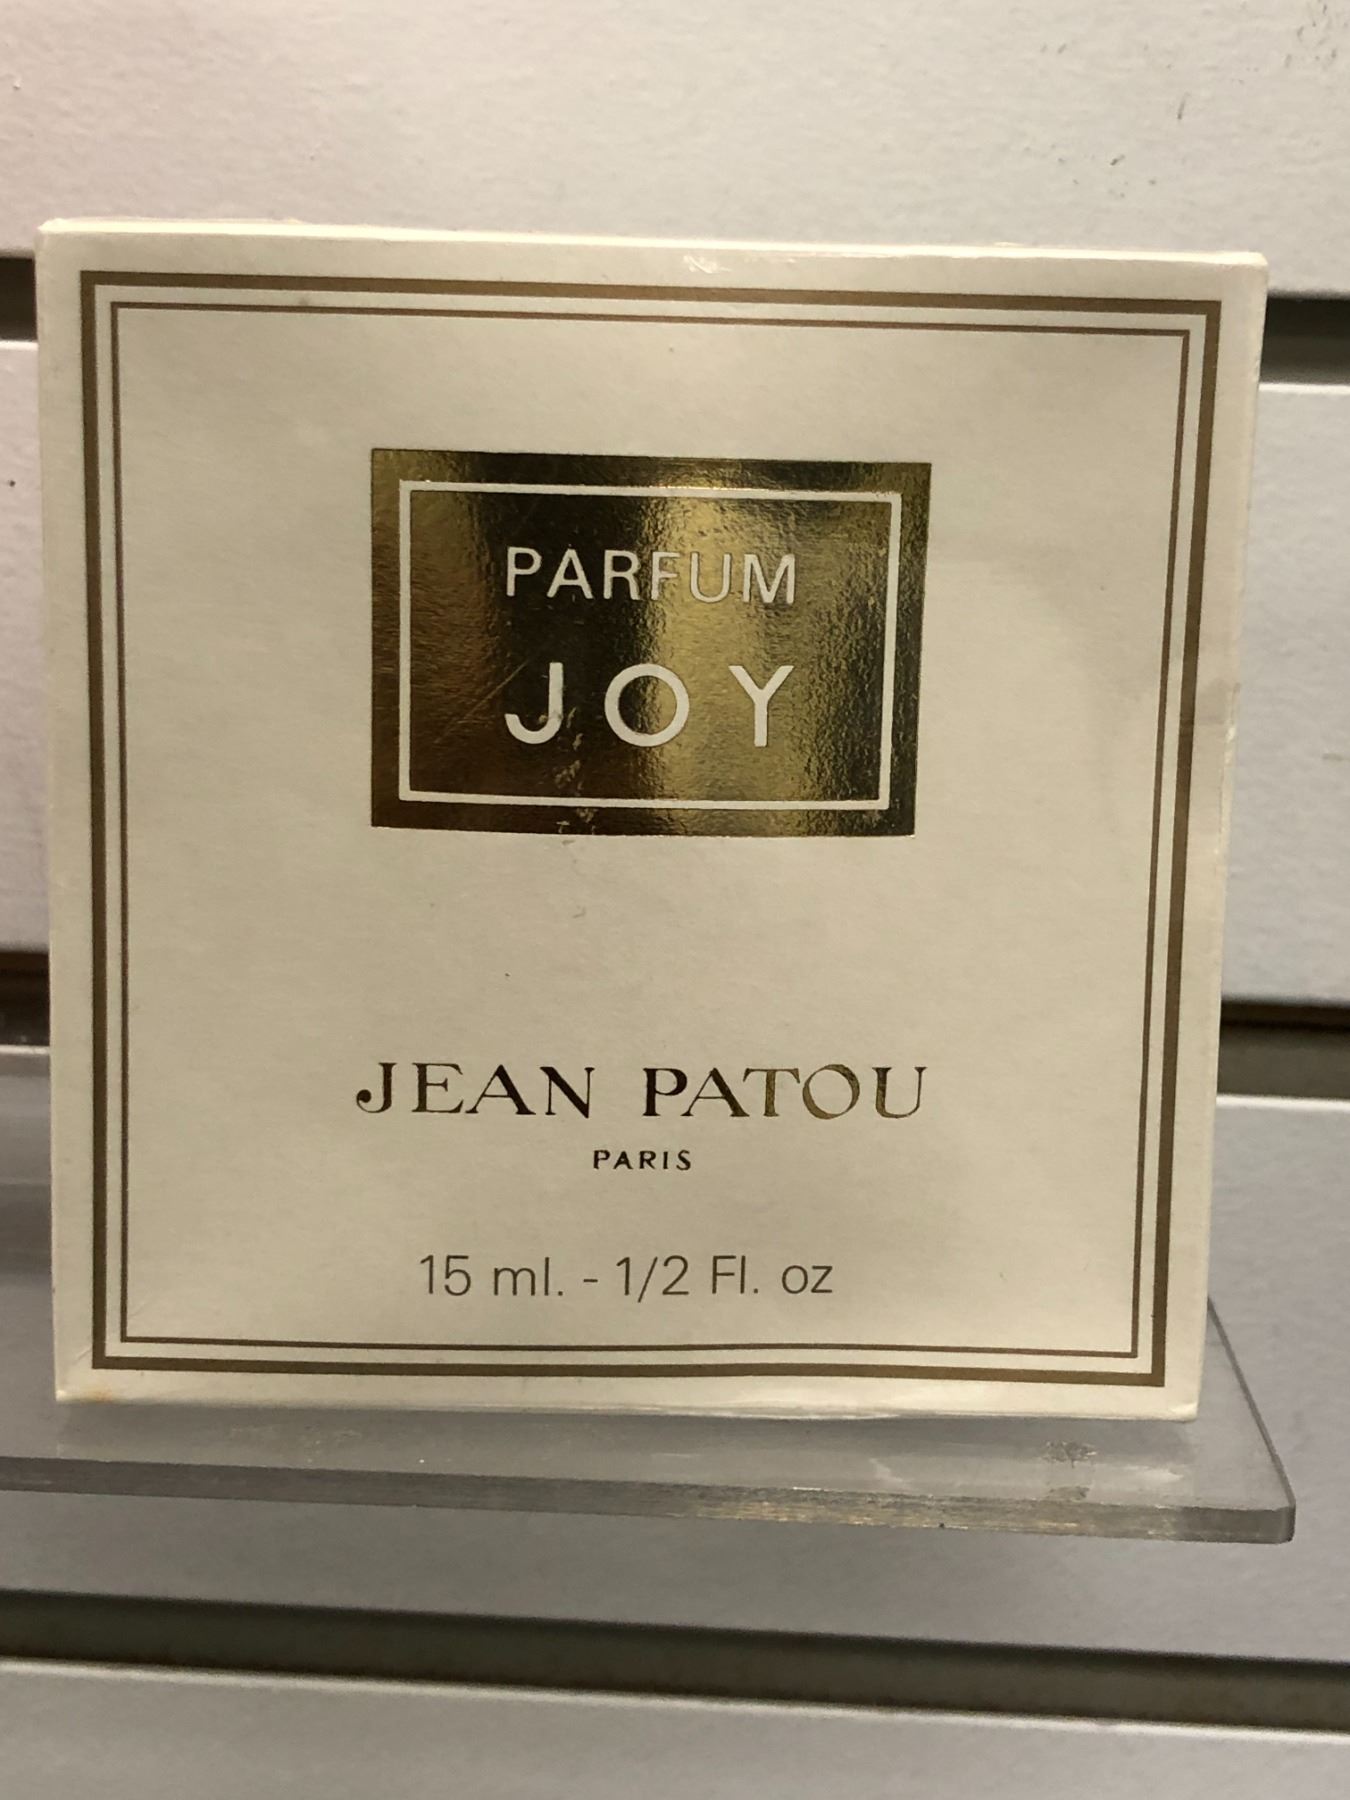 PARFUM
JOY
JEAN PATOU
PARIS
15 ml. - 1/2 Fl. oz